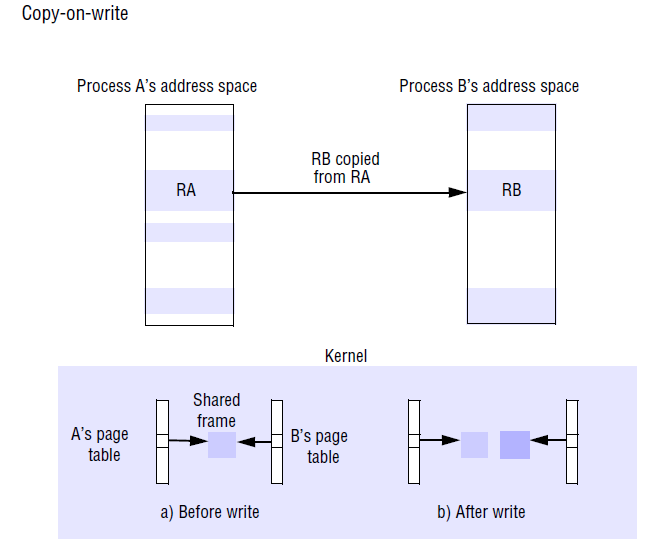 Copy-on-write
Process A's address space
Process B's address space
RB copied
from RA
RA
RB
Kernel
Shared
frame
A's page
table
B's page
table
a) Before write
b) After write